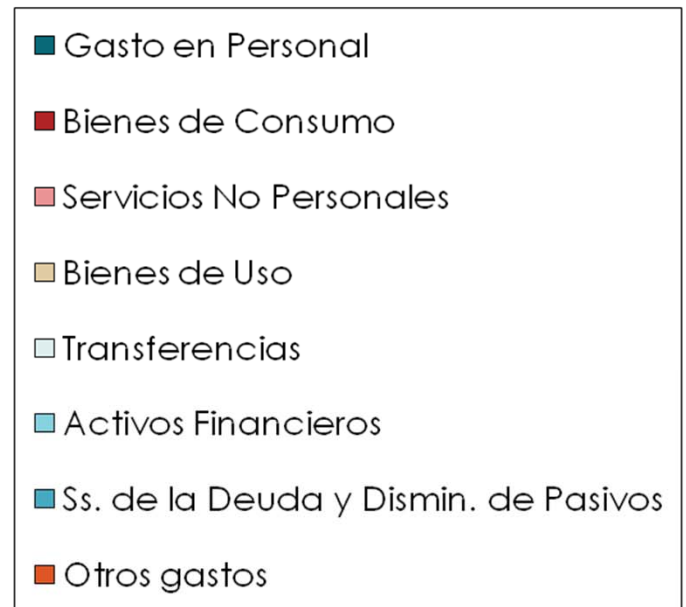 Gasto en Personal
Bienes de Consumo
Servicios No Personales
Bienes de Uso
Transferencias
Activos Financieros
Ss. de la Deuda y Dismin. de Pasivos
Otros gastos